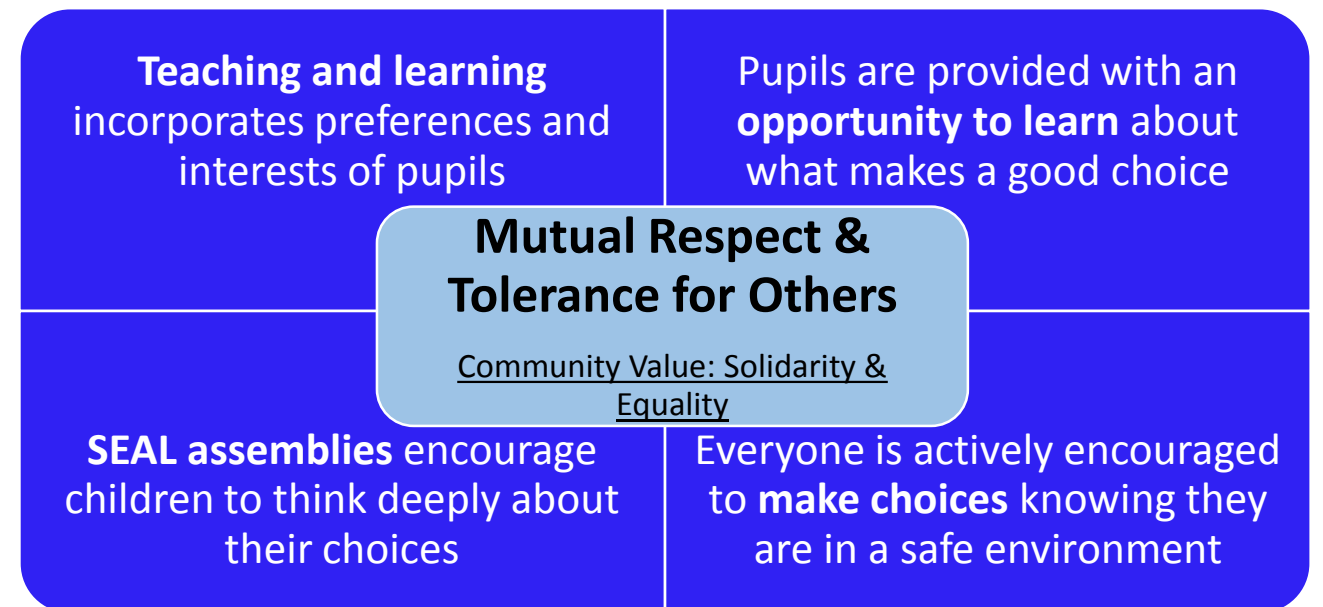 Teaching and learning
incorporates preferences and
interests of pupils
Pupils are provided with an
opportunity to learn about
what makes a good choice
Mutual Respect &
Tolerance for Others
Community Value: Solidarity &
Equality
SEAL assemblies encourage
children to think deeply about
their choices
Everyone is actively encouraged
to make choices knowing they
are in a safe environment